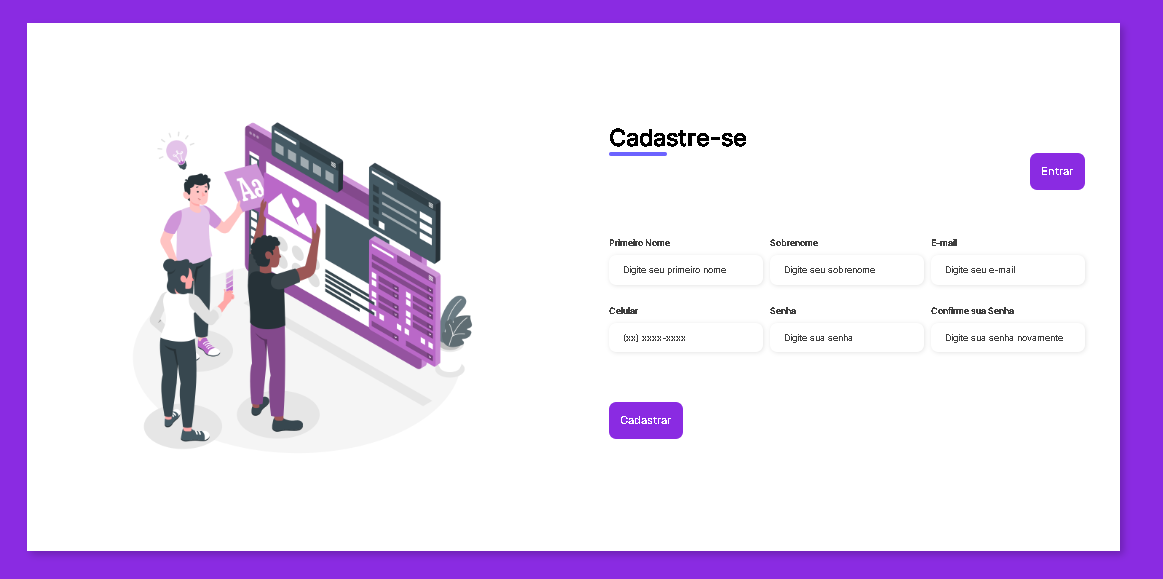 Aa
Cadastre-se
Entrar
Primeiro Nome Sobrenome E-mail
Digite seu primeiro nome Digite seu sobrenome Digite seu e-mail
Celular Senha Confirme sua Senha
(xx) xxxx-xxxx Digite sua senha Digite sua senha novamente
Cadastrar